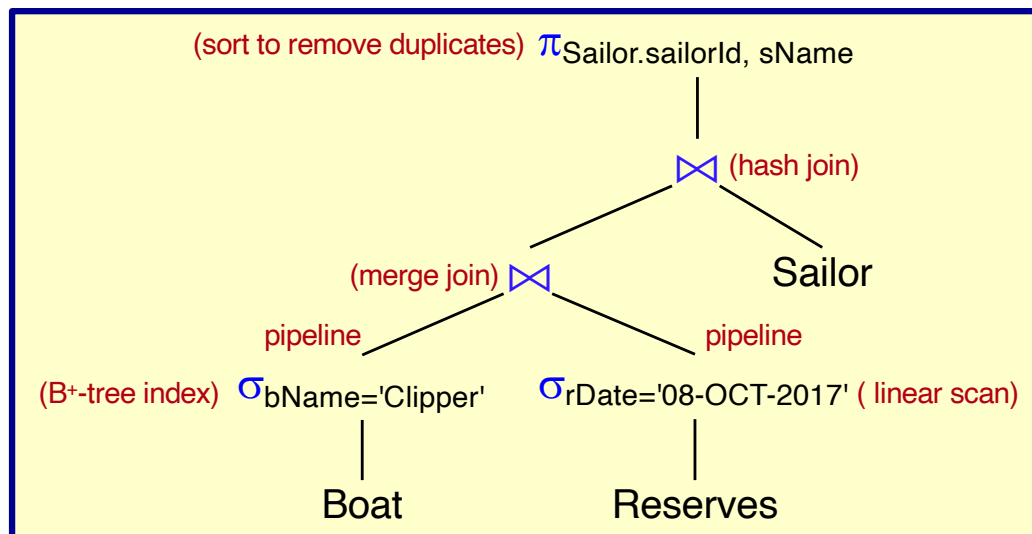 (sort to remove duplicates) πSailor.sailorId, sName
⋈ (hash join)
Sailor
(merge join) ⋈
pipeline pipeline
(B+-tree index) σbName='Clipper' σrDate='08-OCT-2017' ( linear scan)
Boat Reserves